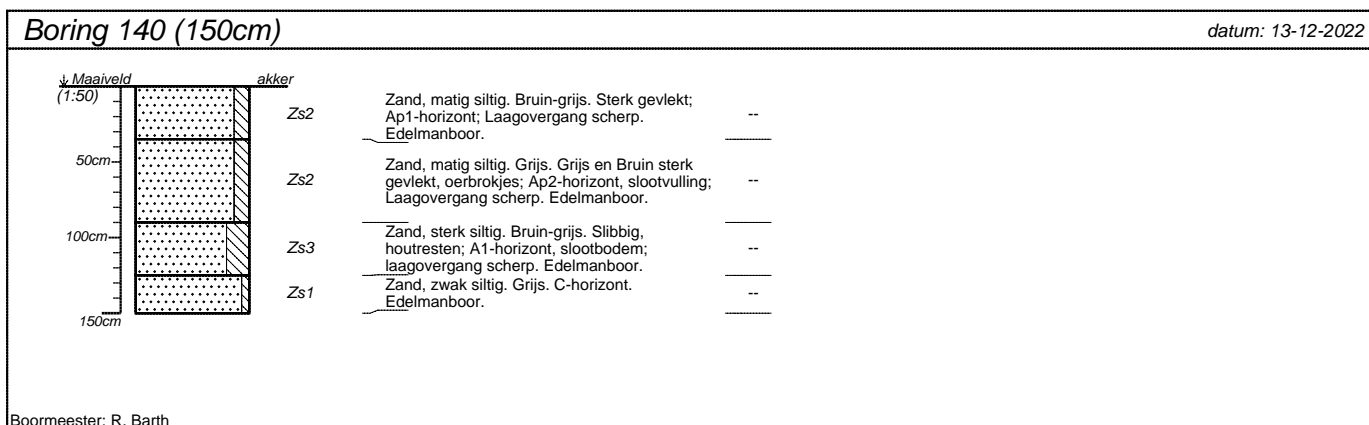 Boring 140 (150cm)
datum: 13-12-2022
Maaiveld
akker
(1:50)
Zs2
Zand, matig siltig. Bruin-grijs. Sterk gevlekt;
Ap1-horizont; Laagovergang scherp.
Edelmanboor.
--
50cm
Zs2
Zand, matig siltig. Grijs. Grijs en Bruin sterk
gevlekt, oerbrokjes; Ap2-horizont, slootvulling;
Laagovergang scherp. Edelmanboor.
--
100cm
Zs3
Zand, sterk siltig. Bruin-grijs. Slibbig,
houtresten; A1-horizont, slootbodem;
laagovergang scherp. Edelmanboor.
--
Zs1
Zand, zwak siltig. Grijs. C-horizont.
Edelmanboor.
--
150cm
Boormeester: R. Barth